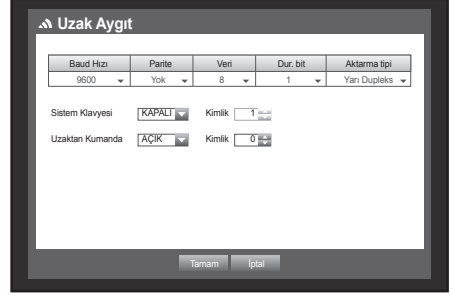 Uzak Aygıt
Baud Hızı Parite Veri Dur. bit Aktarma tipi
9600 Yok 8 1 Yarı Dupleks
Sistem Klavyesi KAPALI Kimlik 1
Uzaktan Kumanda AÇIK Kimlik 0
Tamam İptal